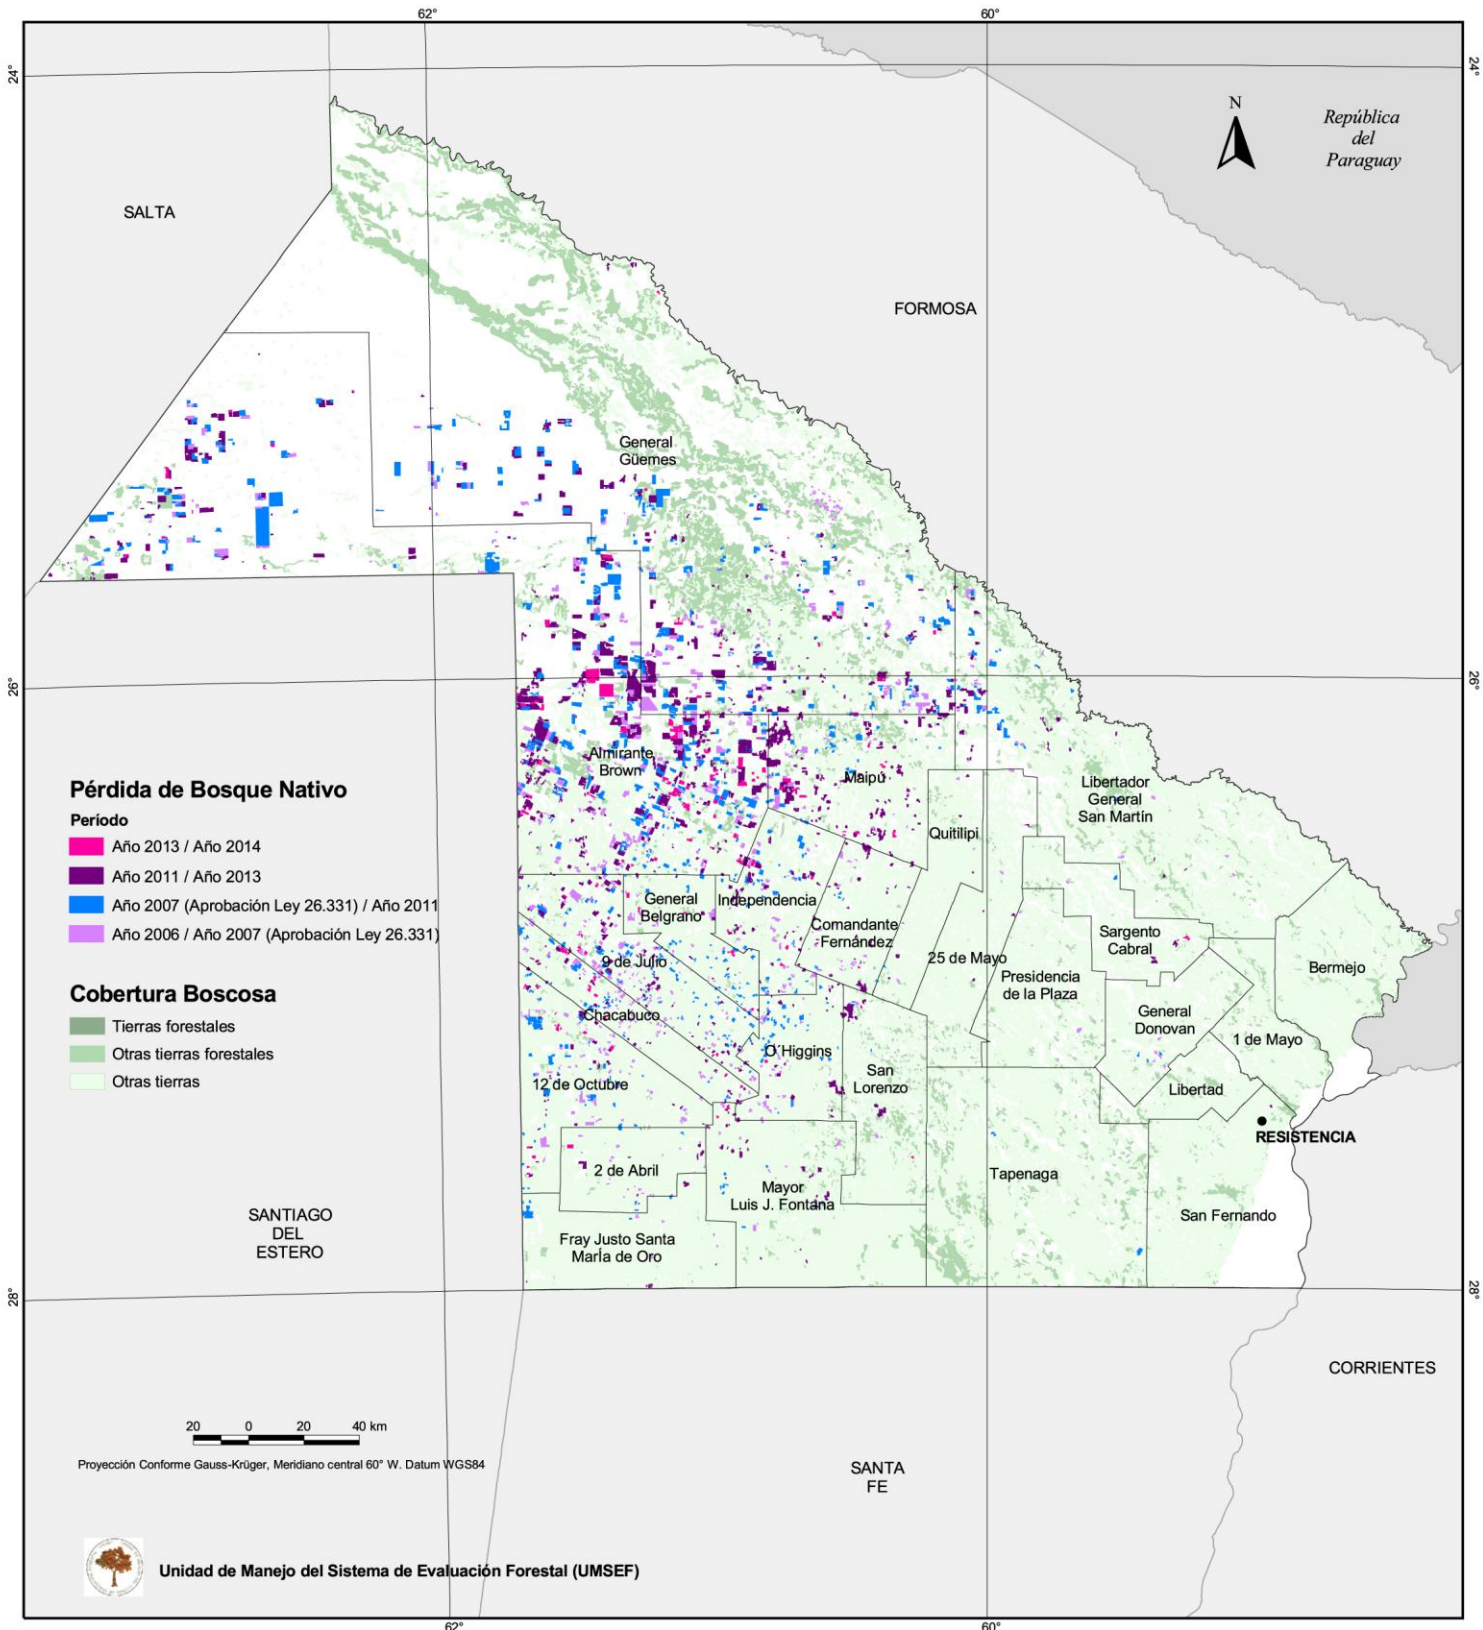 62°
60°
24°
24°
N
República
del
Paraguay
SALTA
FORMOSA
General
Güemes
26°
26°
Almirante
Brown
Maipú
Libertador
General
San Martín
Quitilipi
Pérdida de Bosque Nativo
Período
Año 2013 / Año 2014
Año 2011 / Año 2013
Año 2007 (Aprobación Ley 26.331) / Año 2011
Año 2006 / Año 2007 (Aprobación Ley 26.331)
General
Belgrano
Independencia
Comandante
Fernández
9 de Julio
25 de Mayo
Sargento
Cabral
Presidencia
de la Plaza
Bermejo
Cobertura Boscosa
Tierras forestales
Otras tierras forestales
Otras tierras
Chacabuco
General
Donovan
1 de Mayo
O´Higgins
12 de Octubre
San
Lorenzo
Libertad
RESISTENCIA
2 de Abril
Tapenaga
Mayor
Luis J. Fontana
San Fernando
SANTIAGO
DEL
ESTERO
Fray Justo Santa
MarÍa de Oro
28°
28°
CORRIENTES
20 0 20 40 km
Proyección Conforme Gauss-Krüger, Meridiano central 60° W. Datum WGS84
SANTA
FE
Unidad de Manejo del Sistema de Evaluación Forestal (UMSEF)
62°
60°